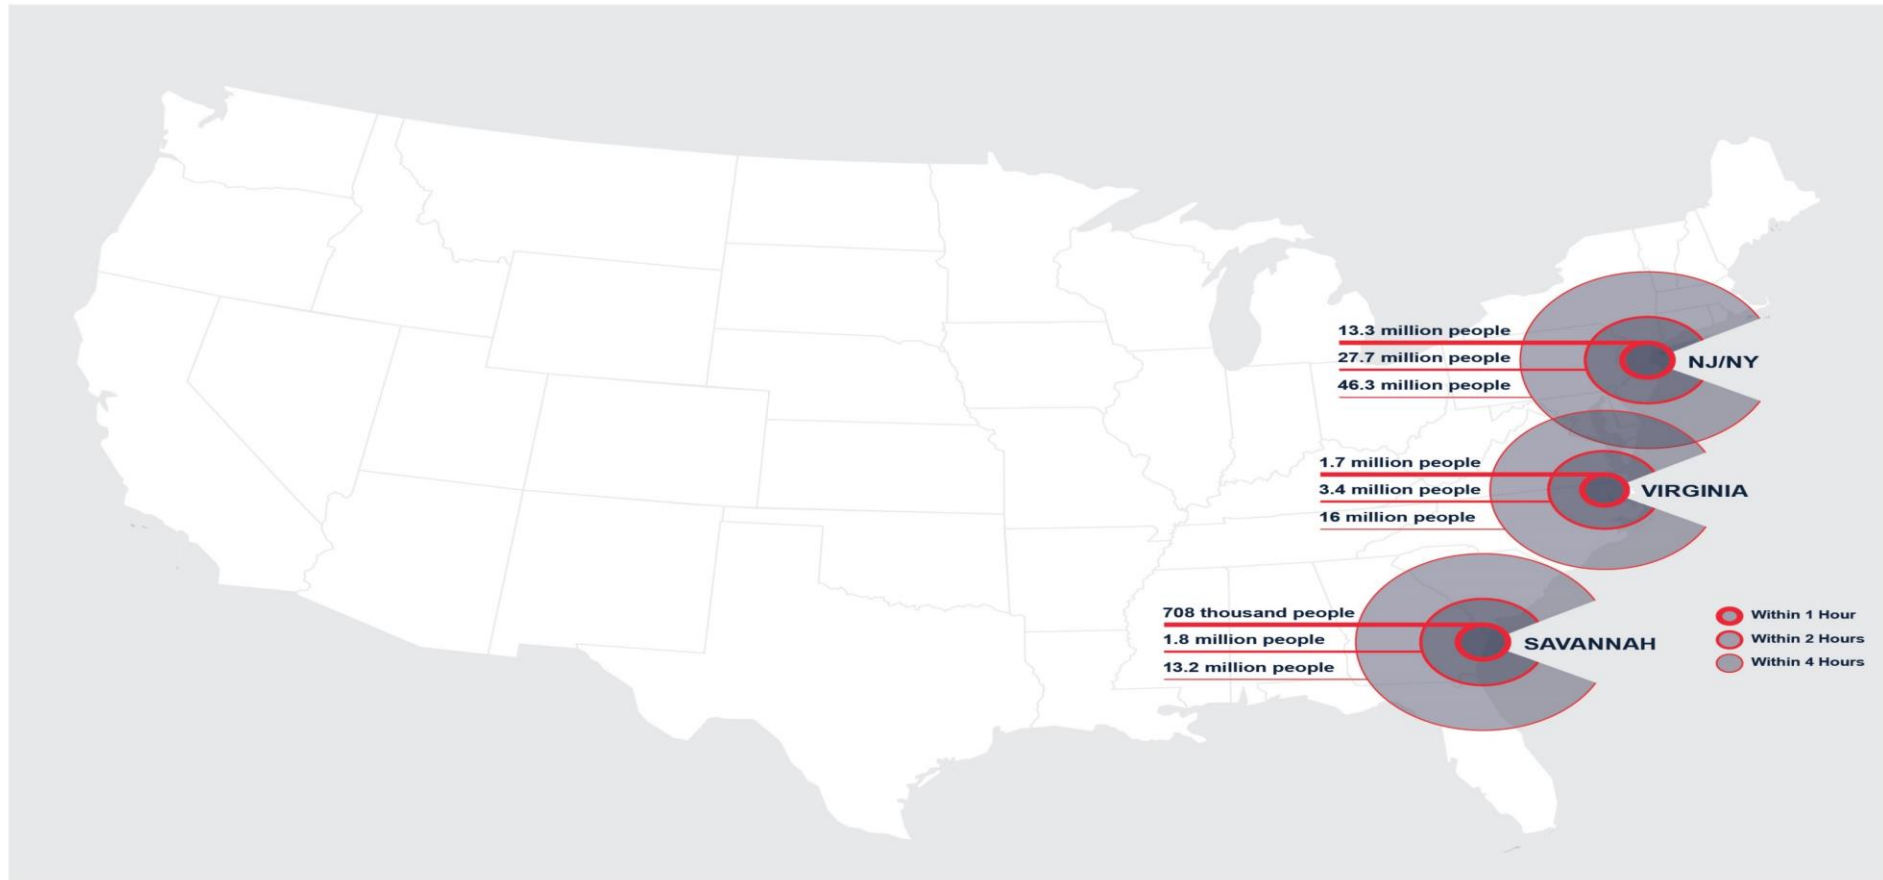 13.3 million people
27.7 million people
NJ/NY
46.3 million people
1.7 million people
3.4 million people
VIRGINIA
16 million people
708 thousand people
1.8 million people
SAVANNAH
13.2 million people
Within 1 Hour
Within 2 Hours
Within 4 Hours